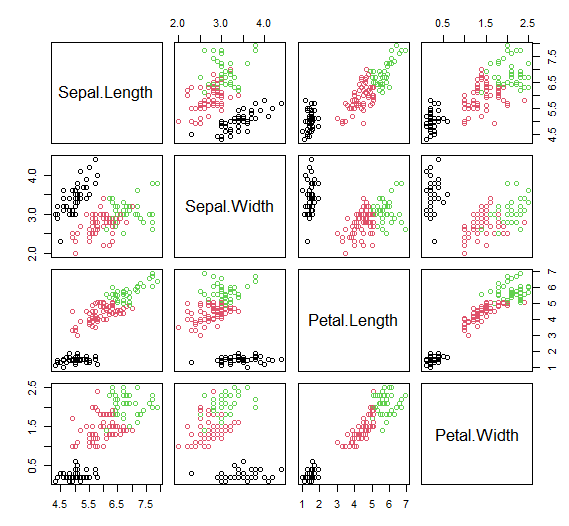 2.0 3.0 4.0
0.5 1.5 2.5
Sepal.Length
4.5 5.5 6.5 7.5
2.0 3.0 4.0
Sepal.Width
Petal.Length
1 2 3 4 5 6 7
0.5 1.5 2.5
Petal.Width
4.5 5.5 6.5 7.5
1 2 3 4 5 6 7